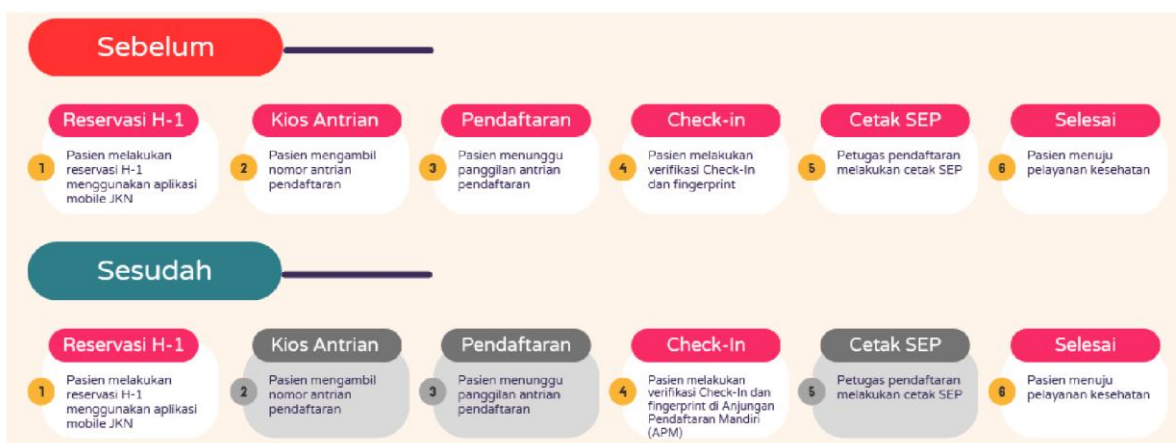 Sebelum
Reservasi H-1
1
Pasien melakukan
reservasi H-1
menggunakan aplikasi
mobile JKN
Kios Antrian
2
Pasien mengambil
nomor antrian
pendaftaran
Pendaftaran
3
Pasien menunggu
panggilan antrian
pendaftaran
Check-in
4
Pasien melakukan
verifikasi Check-In
dan fingerprint
Cetak SEP
5
Petugas pendaftaran
melakukan cetak SEP
Selesai
6
Pasien menuju
pelayanan kesehatan
Sesudah
Reservasi H-1
1
Pasien melakukan
reservasi H-1
menggunakan aplikasi
mobile JKN
Kios Antrian
2
Pasien mengambil
nomor antrian
pendaftaran
Pendaftaran
3
Pasien menunggu
panggilan antrian
pendaftaran
Check-In
4
Pasien melakukan
verifikasi Check-In dan
fingerprint di Anjungan
Pendaftaran Mandiri
(APM)
Cetak SEP
5
Petugas pendaftaran
melakukan cetak SEP
Selesai
6
Pasien menuju
pelayanan kesehatan